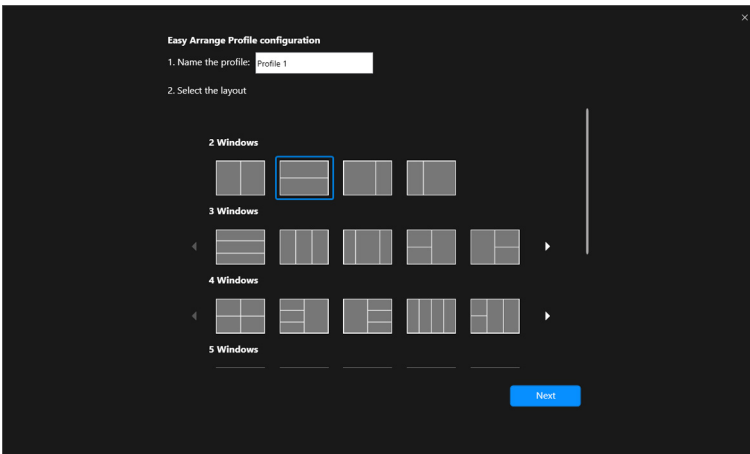 Easy Arrange Profile configuration
1. Name the profile: Profile 1
2. Select the layout
2 Windows
3 Windows
4 Windows
5 Windows
Next